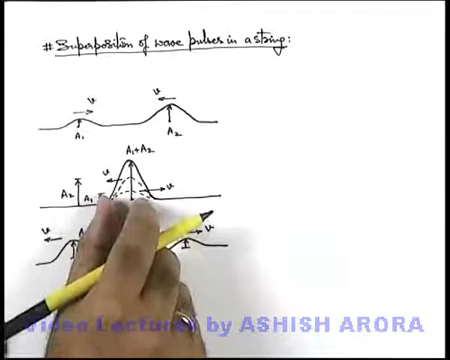 # Superposition of wave pulses in a string:
v
v
A₁
A₂
A₁+A₂
v
v
A₂
A₁
v
v
Video Lectures by ASHISH ARORA